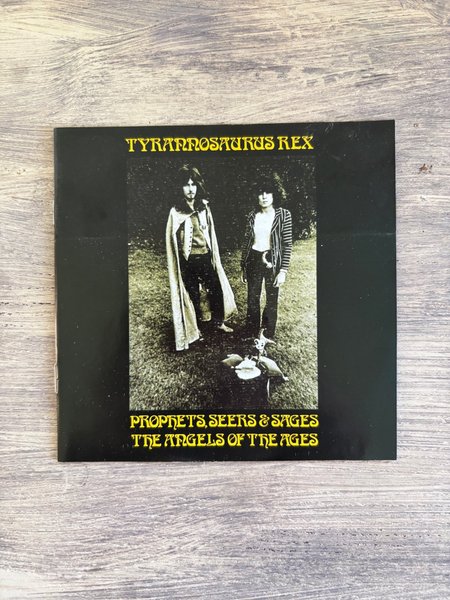 TYRANNOSAURUS REX
PROPHETS, SEERS & SAGES
THE ANGELS OF THE AGES